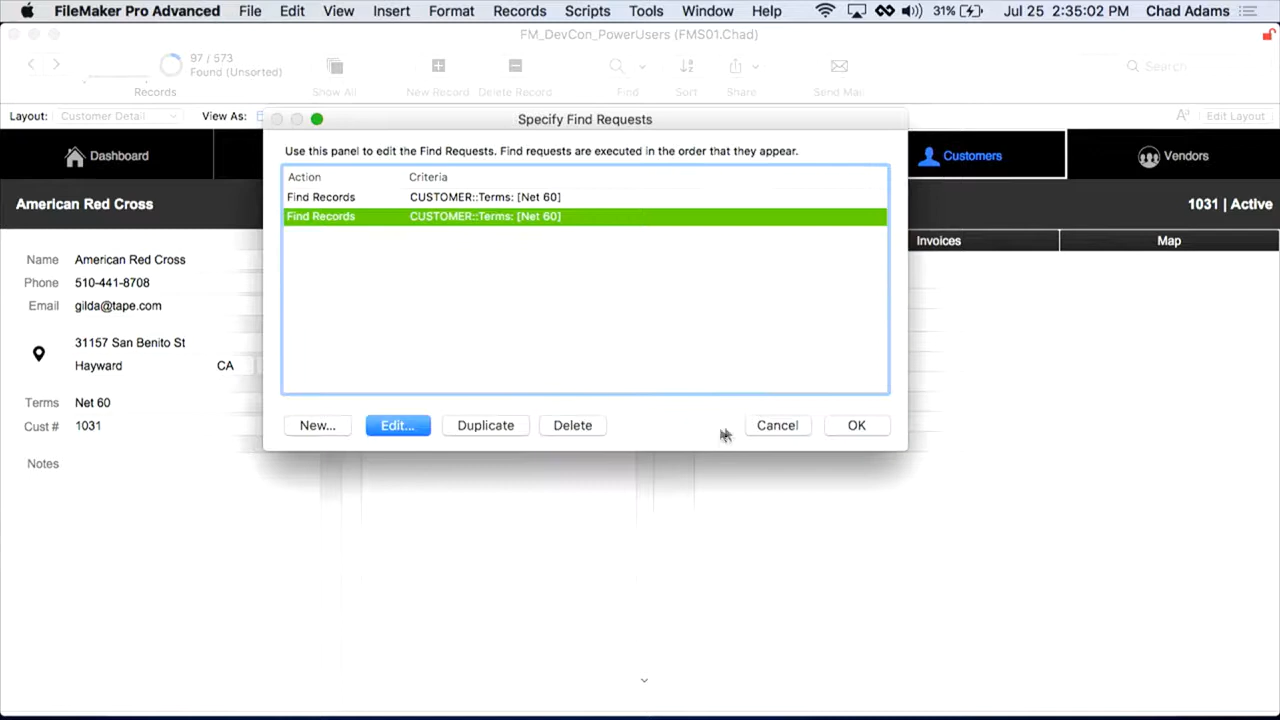 FileMaker Pro Advanced File Edit View Insert Format Records Scripts Tools Window Help 31% Jul 25 2:35:02 PM Chad Adams
FM_DevCon_PowerUsers (FMS01.Chad)
97 / 573
Found (Unsorted)
Records Show All New Record Delete Record Find Sort Share Send Mail Search
Layout: Customer Detail View As: Edit Layout
Specify Find Requests
Dashboard Customers Vendors
Use this panel to edit the Find Requests. Find requests are executed in the order that they appear.
Action Criteria
Find Records CUSTOMER::Terms: [Net 60]
Find Records CUSTOMER::Terms: [Net 60]
New... Edit... Duplicate Delete Cancel OK
American Red Cross 1031 | Active
Invoices Map
Name American Red Cross
Phone 510-441-8708
Email gilda@tape.com
31157 San Benito St
Hayward CA
Terms Net 60
Cust # 1031
Notes